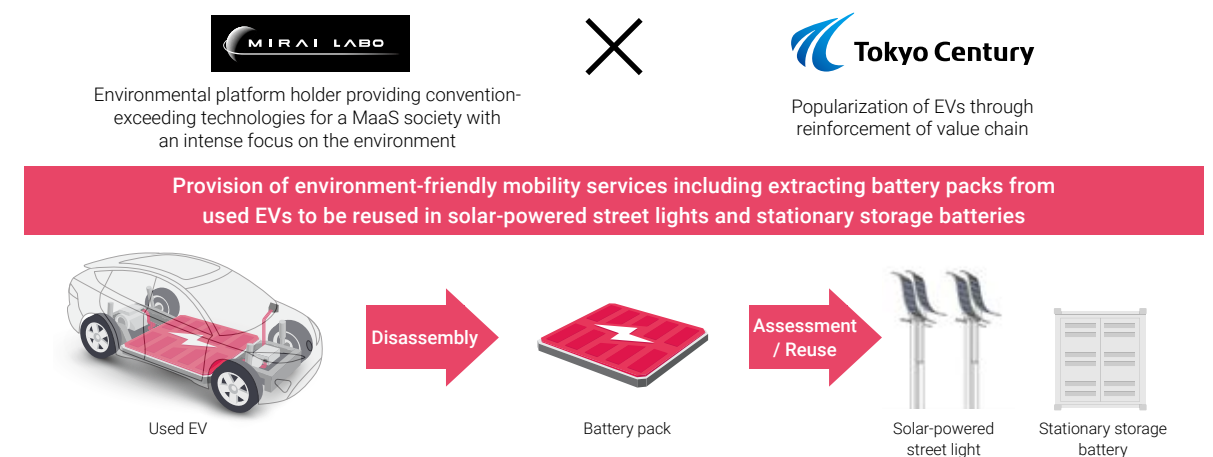 MIRAI LABO
Tokyo Century
Environmental platform holder providing convention-
exceeding technologies for a MaaS society with
an intense focus on the environment
Popularization of EVs through
reinforcement of value chain
Provision of environment-friendly mobility services including extracting battery packs from
used EVs to be reused in solar-powered street lights and stationary storage batteries
Disassembly
Assessment
/ Reuse
Used EV
Battery pack
Solar-powered
street light
Stationary storage
battery